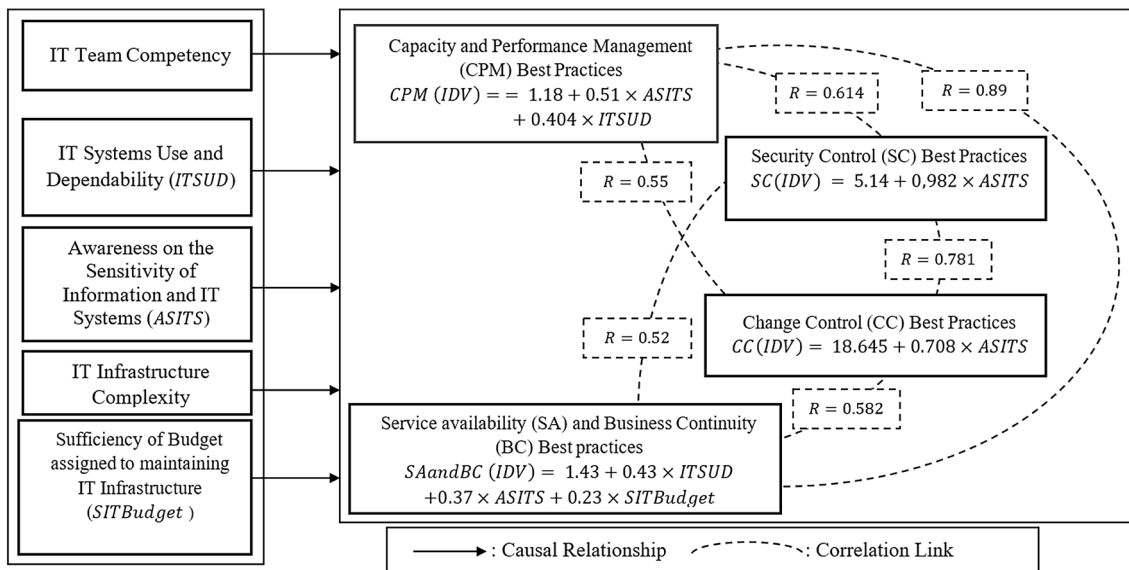 IT Team Competency
IT Systems Use and
Dependability (ITSUD)
Awareness on the
Sensitivity of
Information and IT
Systems (ASITS)
IT Infrastructure
Complexity
Sufficiency of Budget
assigned to maintaining
IT Infrastructure
(SITBudget )
Capacity and Performance Management
(CPM) Best Practices
CPM (IDV) = = 1.18 + 0.51 × ASITS
+ 0.404 × ITSUD
R = 0.614
R = 0.89
Security Control (SC) Best Practices
SC(IDV) = 5.14 + 0,982 × ASITS
R = 0.55
R = 0.781
Change Control (CC) Best Practices
CC(IDV) = 18.645 + 0.708 × ASITS
R = 0.52
R = 0.582
Service availability (SA) and Business Continuity
(BC) Best practices
SAandBC (IDV) = 1.43 + 0.43 × ITSUD
+0.37 × ASITS + 0.23 × SITBudget
: Causal Relationship
: Correlation Link